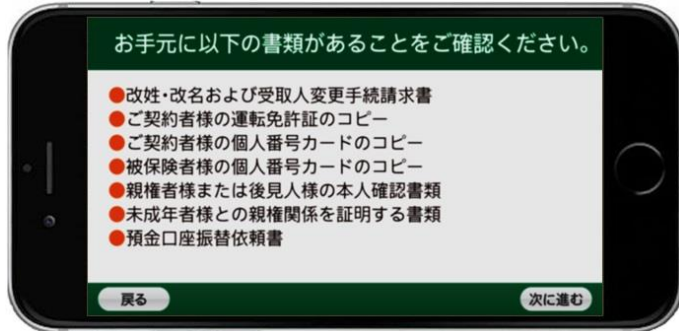 お手元に以下の書類があることをご確認ください。
●改姓・改名および受取人変更手続請求書
●ご契約者様の運転免許証のコピー
●ご契約者様の個人番号カードのコピー
●被保険者様の個人番号カードのコピー
●親権者様または後見人様の本人確認書類
●未成年者様との親権関係を証明する書類
●預金口座振替依頼書
戻る
次に進む